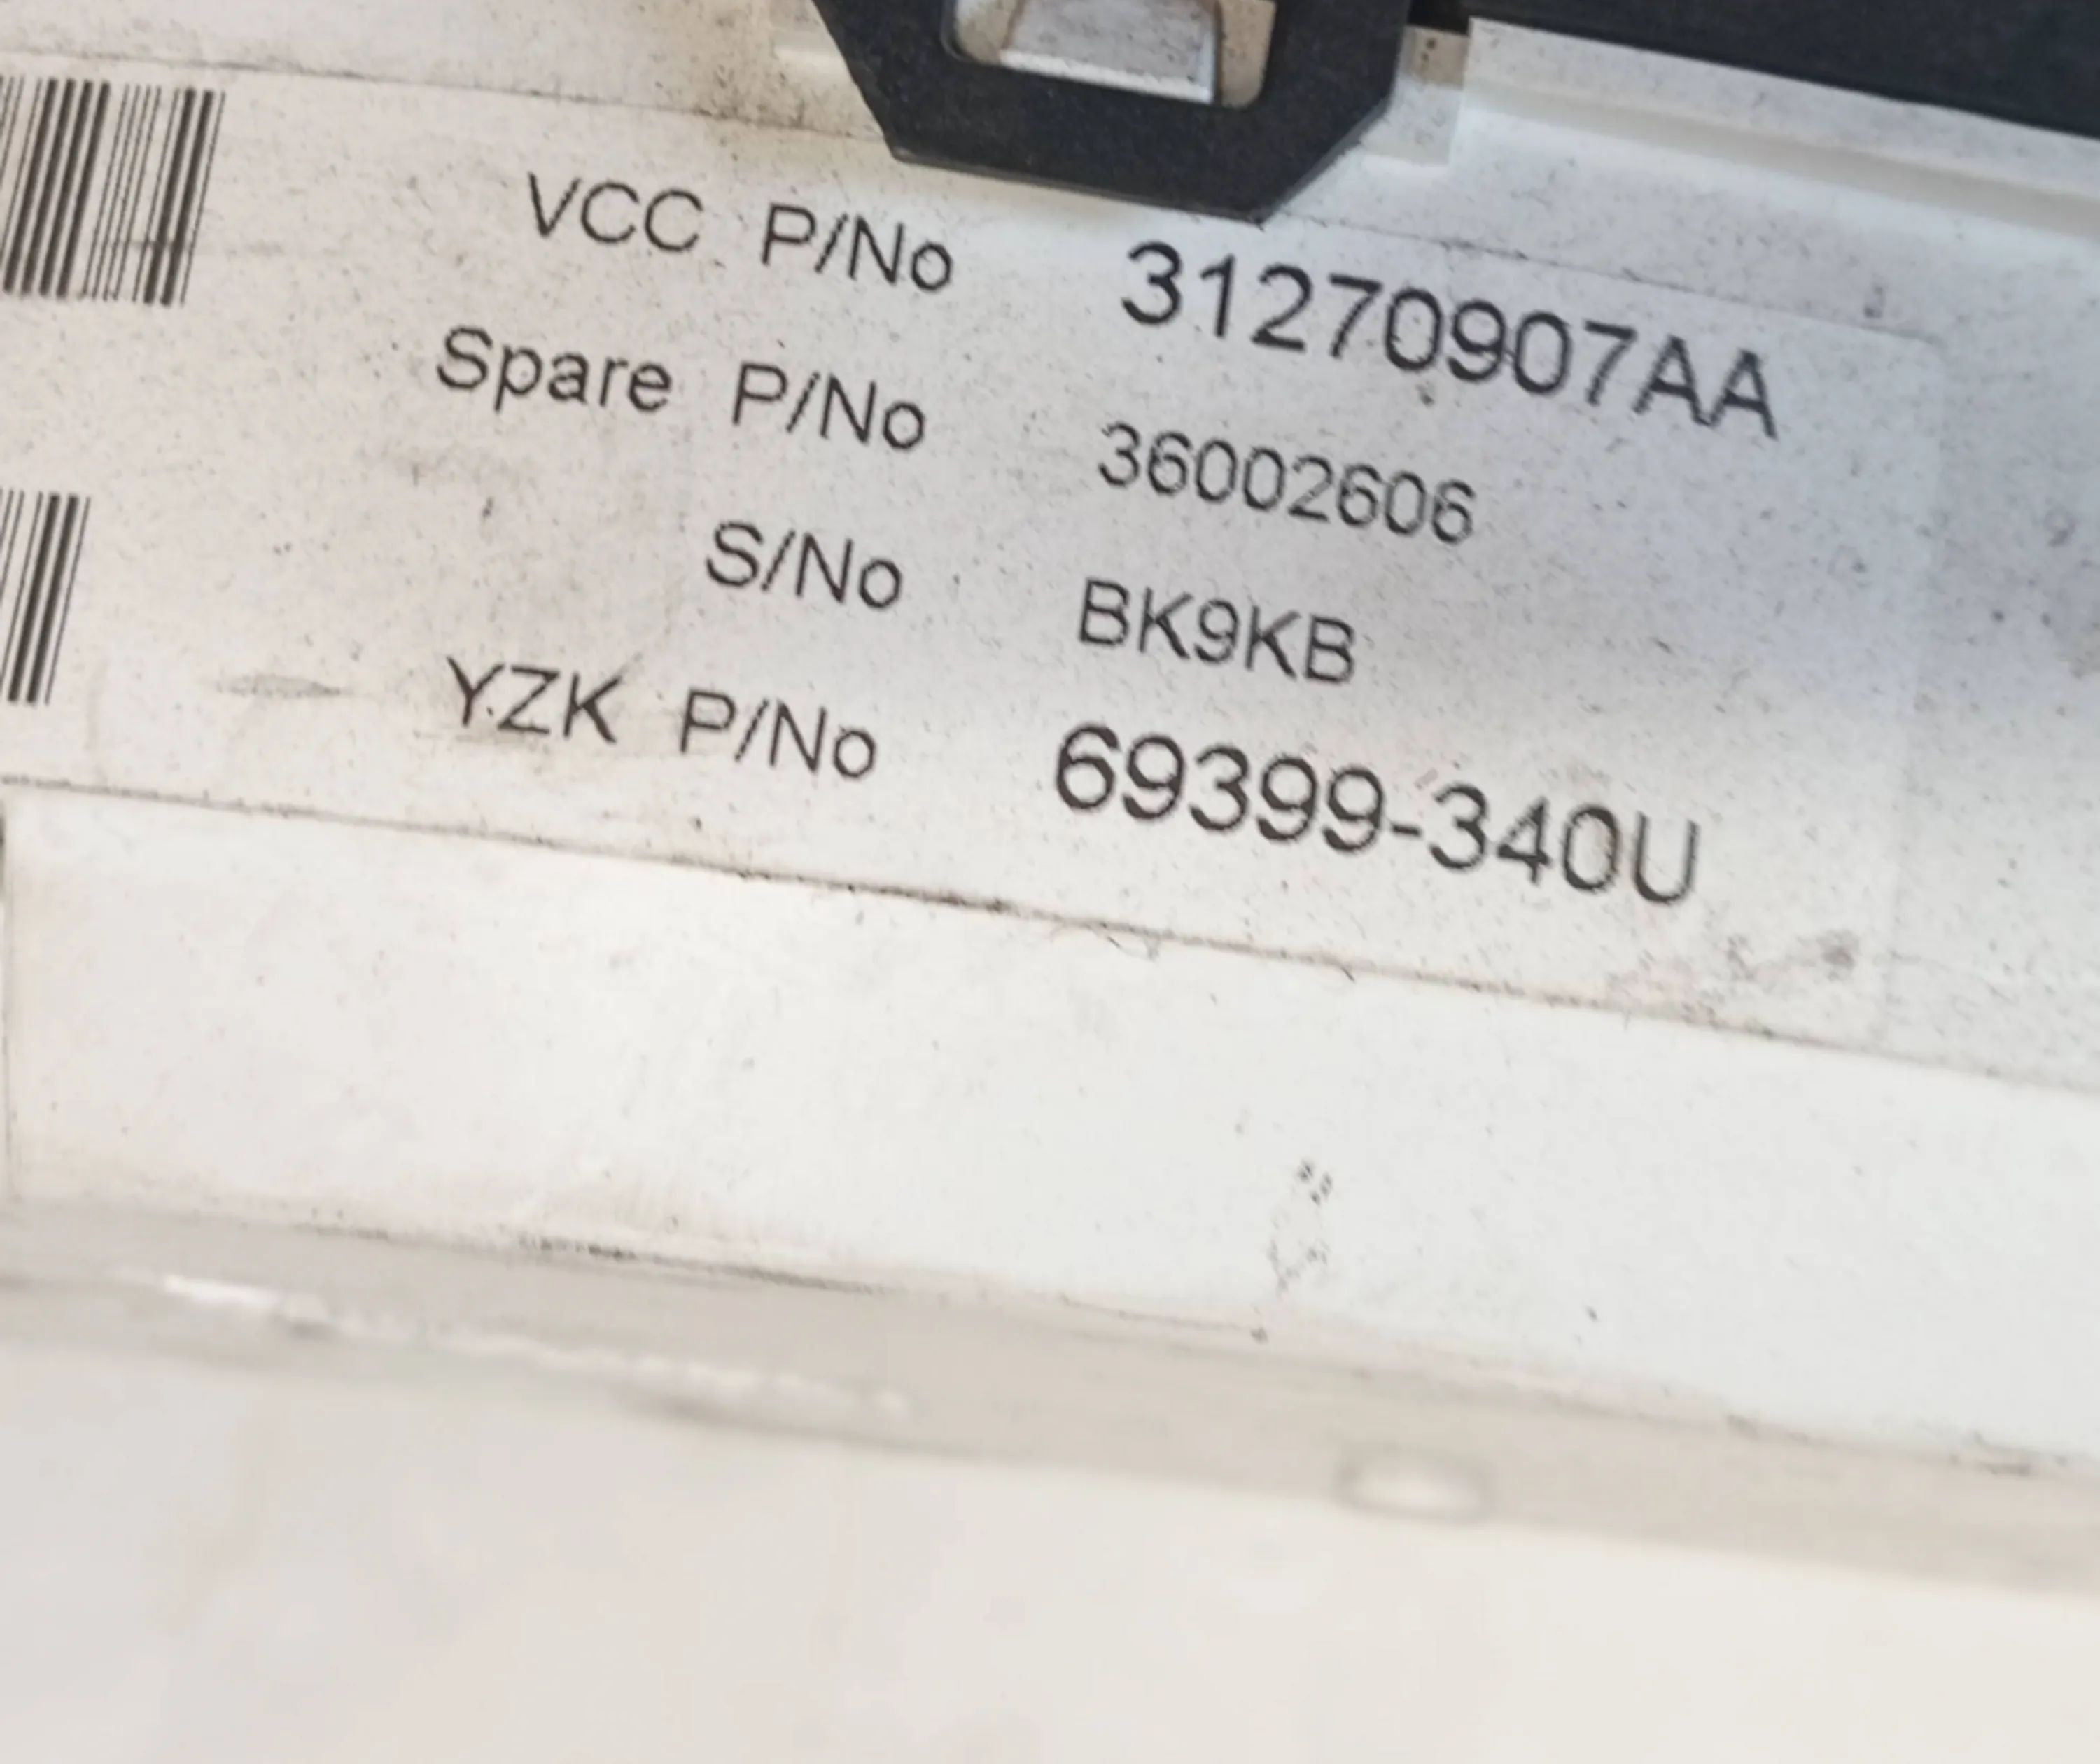 VCC P/No 31270907AA
Spare P/No 36002606
S/No BK9KB
YZK P/No 69399-340U